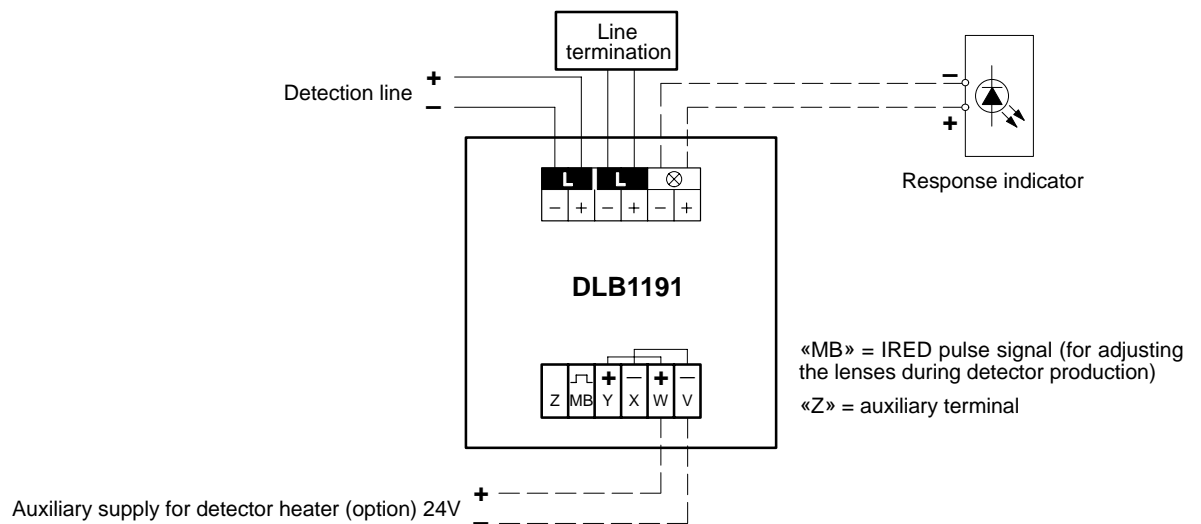 Line
termination
Detection line
+
−
−
+
Response indicator
L L ⊗
− + − + − +
DLB1191
+ − + −
Z MB Y X W V
«MB» = IRED pulse signal (for adjusting
the lenses during detector production)
«Z» = auxiliary terminal
Auxiliary supply for detector heater (option) 24V
+
−